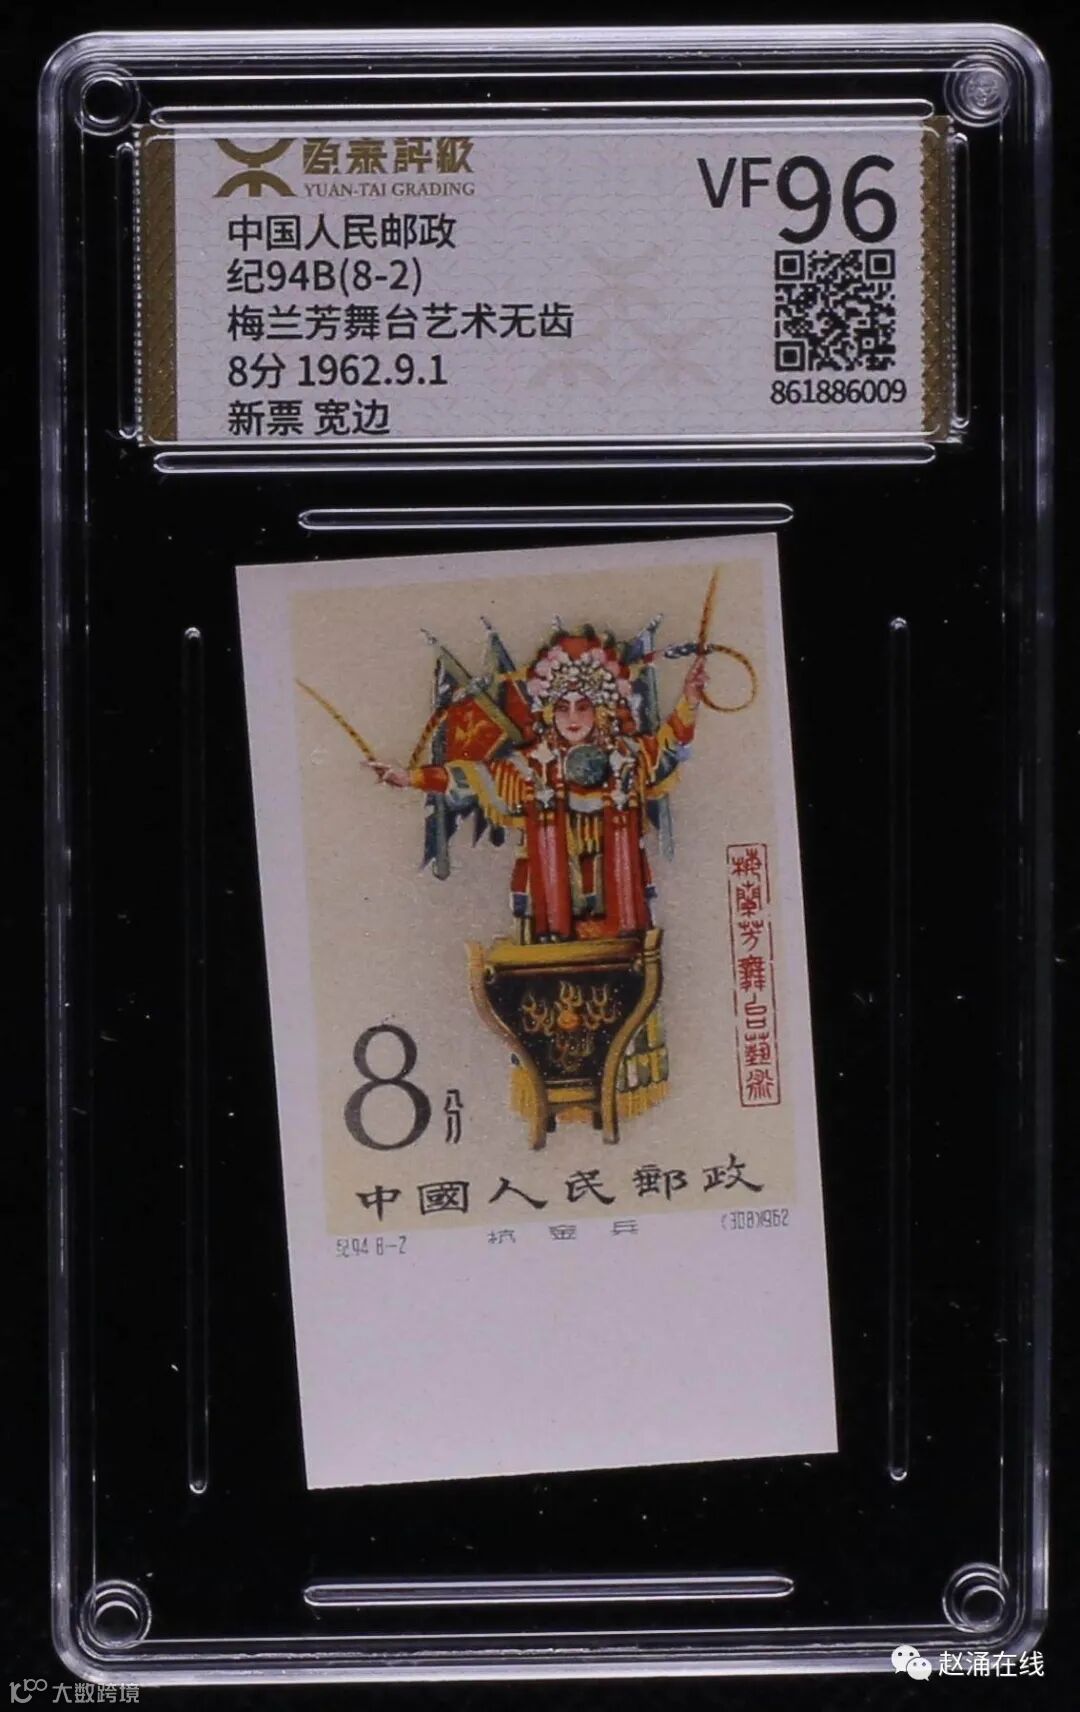 源泰評級
YUAN-TAI GRADING
VF96
中国人民邮政
纪94B(8-2)
梅兰芳舞台艺术无齿
8分 1962.9.1
新票 宽边
861886009
梅蘭芳舞台藝術
8分
中國人民郵政
紀94 8-2
抗金兵
(308)1962
赵涌在线
大数跨境